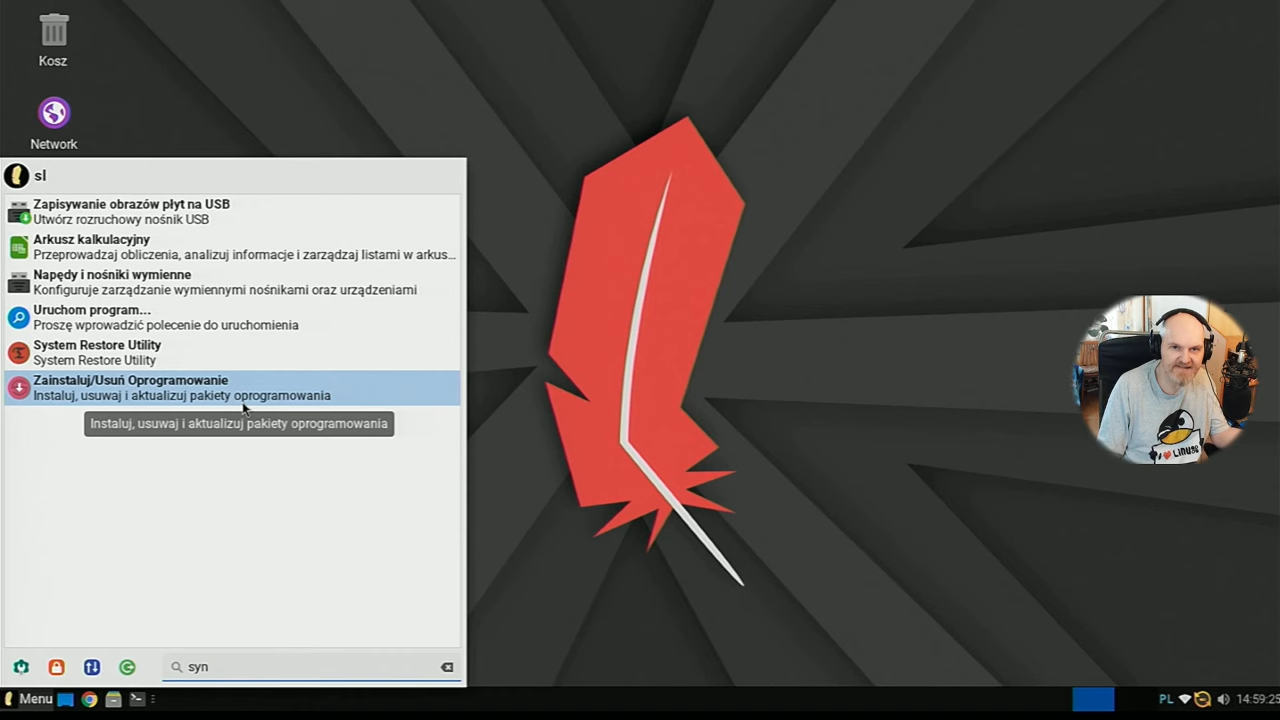 Kosz
Network
sl
Zapisywanie obrazów płyt na USB
Utwórz rozruchowy nośnik USB
Arkusz kalkulacyjny
Przeprowadzaj obliczenia, analizuj informacje i zarządzaj listami w arkus...
Napędy i nośniki wymienne
Konfiguruje zarządzanie wymiennymi nośnikami oraz urządzeniami
Uruchom program...
Proszę wprowadzić polecenie do uruchomienia
System Restore Utility
System Restore Utility
Zainstaluj/Usuń Oprogramowanie
Instaluj, usuwaj i aktualizuj pakiety oprogramowania
Instaluj, usuwaj i aktualizuj pakiety oprogramowania
I ❤ LINUX
syn
Menu
PL
14:59:25